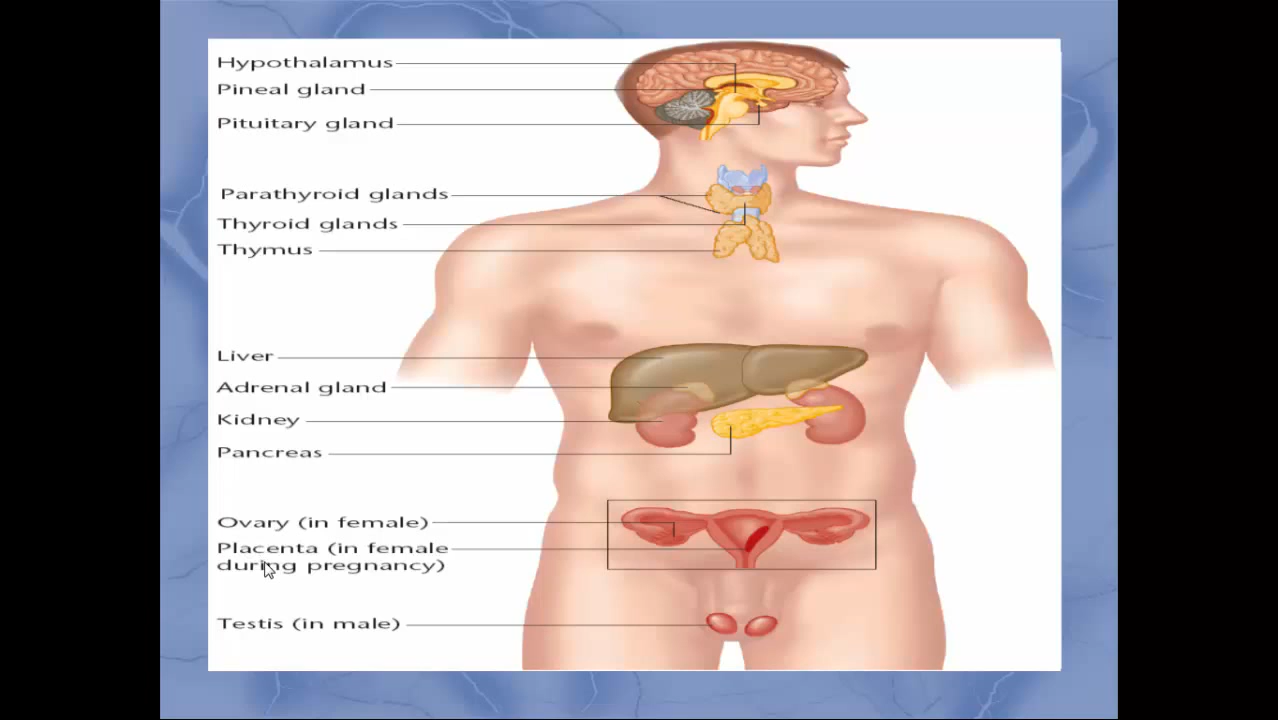 Hypothalamus
Pineal gland
Pituitary gland
Parathyroid glands
Thyroid glands
Thymus
Liver
Adrenal gland
Kidney
Pancreas
Ovary (in female)
Placenta (in female
during pregnancy)
Testis (in male)